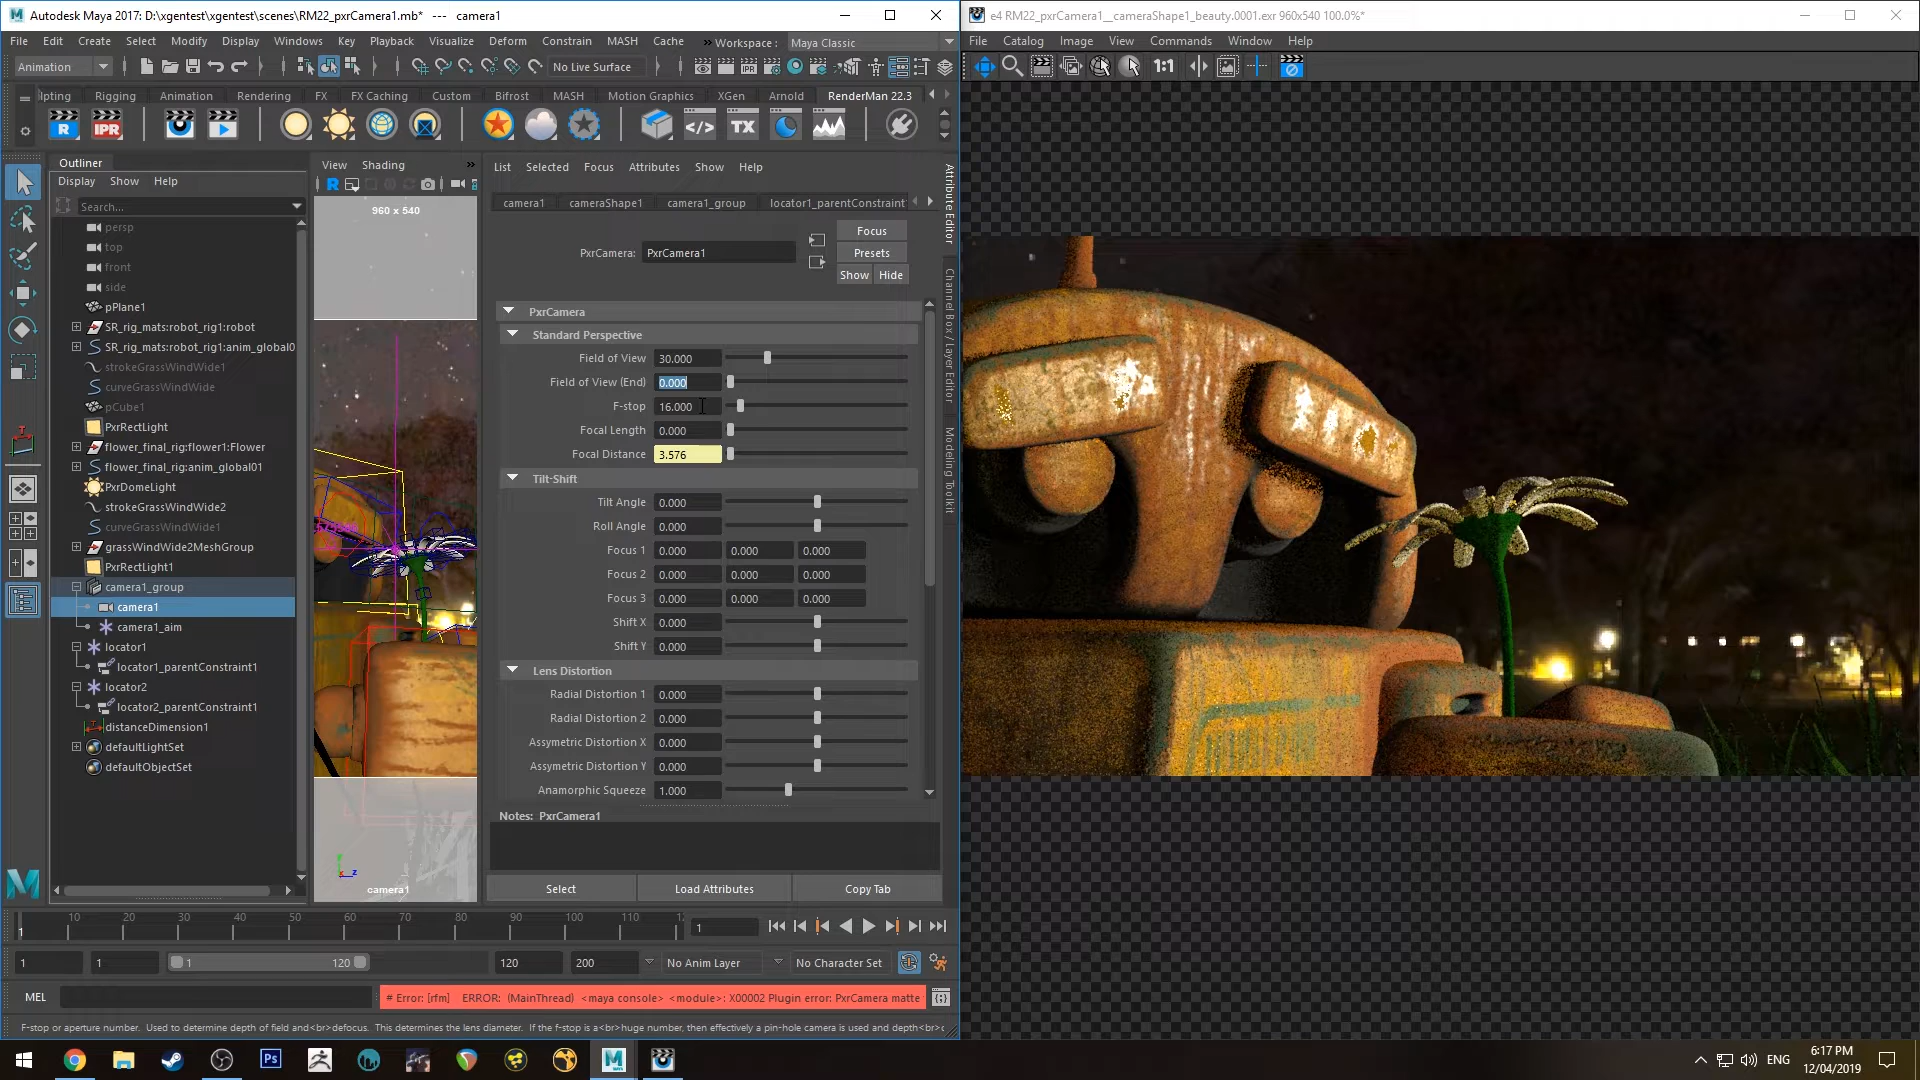 Autodesk Maya 2017: D:\xgentest\xgentest\scenes\RM22_pxrCamera1.mb* --- camera1
File Edit Create Select Modify Display Windows Key Playback Visualize Deform Constrain MASH Cache » Workspace : Maya Classic
Animation No Live Surface
lpting Rigging Animation Rendering FX FX Caching Custom Bifrost MASH Motion Graphics XGen Arnold RenderMan 22.3
R IPR </> TX
Outliner
Display Show Help
Search...
persp
top
front
side
pPlane1
SR_rig_mats:robot_rig1:robot
SR_rig_mats:robot_rig1:anim_global0
strokeGrassWindWide1
curveGrassWindWide
pCube1
PxrRectLight
flower_final_rig:flower1:Flower
flower_final_rig:anim_global01
PxrDomeLight
strokeGrassWindWide2
curveGrassWindWide1
grassWindWide2MeshGroup
PxrRectLight1
camera1_group
camera1
camera1_aim
locator1
locator1_parentConstraint1
locator2
locator2_parentConstraint1
distanceDimension1
defaultLightSet
defaultObjectSet
View Shading »
960 x 540
camera1
List Selected Focus Attributes Show Help
camera1 cameraShape1 camera1_group locator1_parentConstraint
PxrCamera: PxrCamera1
Focus
Presets
Show Hide
PxrCamera
Standard Perspective
Field of View 30.000
Field of View (End) 0.000
F-stop 16.000
Focal Length 0.000
Focal Distance 3.576
Tilt-Shift
Tilt Angle 0.000
Roll Angle 0.000
Focus 1 0.000 0.000 0.000
Focus 2 0.000 0.000 0.000
Focus 3 0.000 0.000 0.000
Shift X 0.000
Shift Y 0.000
Lens Distortion
Radial Distortion 1 0.000
Radial Distortion 2 0.000
Assymetric Distortion X 0.000
Assymetric Distortion Y 0.000
Anamorphic Squeeze 1.000
Notes: PxrCamera1
Select Load Attributes Copy Tab
Attribute Editor
Channel Box / Layer Editor
Modeling Toolkit
1 10 20 30 40 50 60 70 80 90 100 110 12 1
1 1 1 120 120 200 No Anim Layer No Character Set
MEL # Error: [rfm] ERROR: (MainThread) <maya console> <module>: X00002 Plugin error: PxrCamera matte
F-stop or aperture number. Used to determine depth of field and<br>defocus. This determines the lens diameter. If the f-stop is a<br>huge number, then effectively a pin-hole camera is used and depth<br>c
e4 RM22_pxrCamera1__cameraShape1_beauty.0001.exr 960x540 100.0%*
File Catalog Image View Commands Window Help
1:1
Ps
M
ENG
6:17 PM
12/04/2019